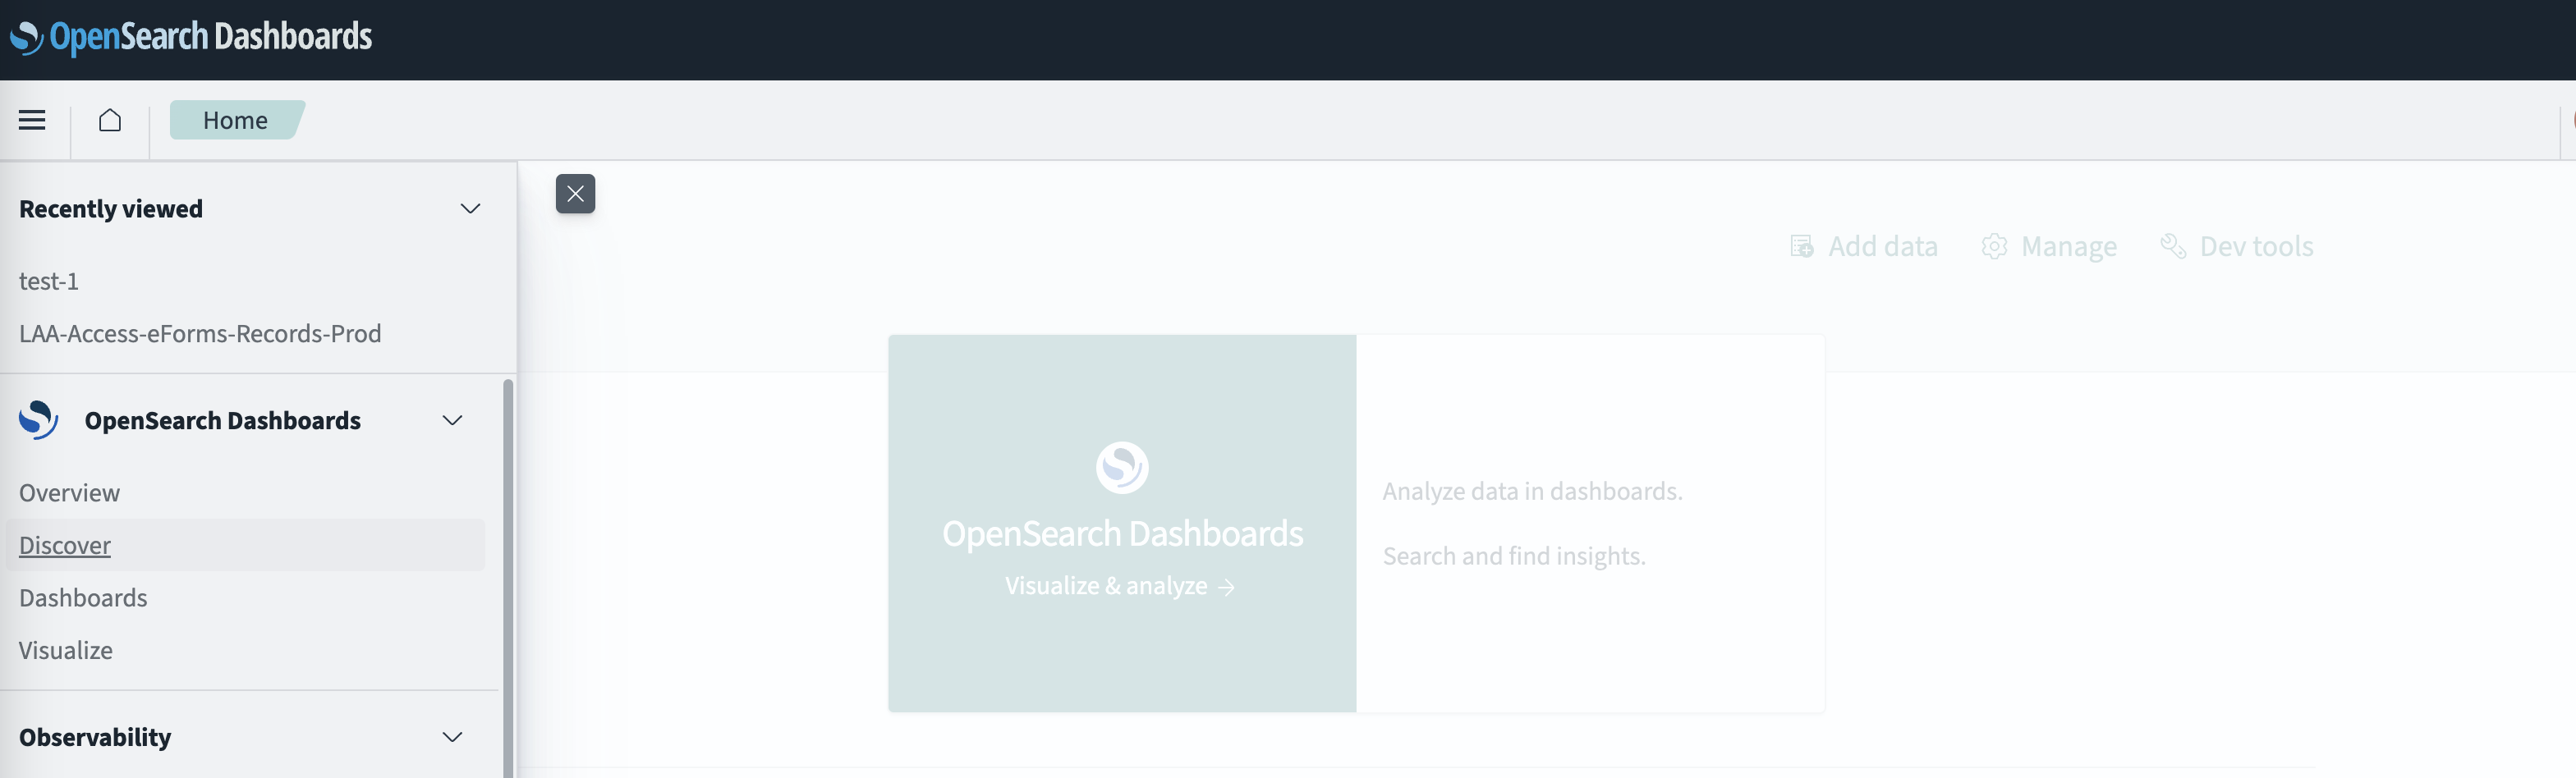 OpenSearch Dashboards
Home
Recently viewed
test-1
LAA-Access-eForms-Records-Prod
OpenSearch Dashboards
Overview
Discover
Dashboards
Visualize
Observability
Add data
Manage
Dev tools
OpenSearch Dashboards
Visualize & analyze →
Analyze data in dashboards.
Search and find insights.